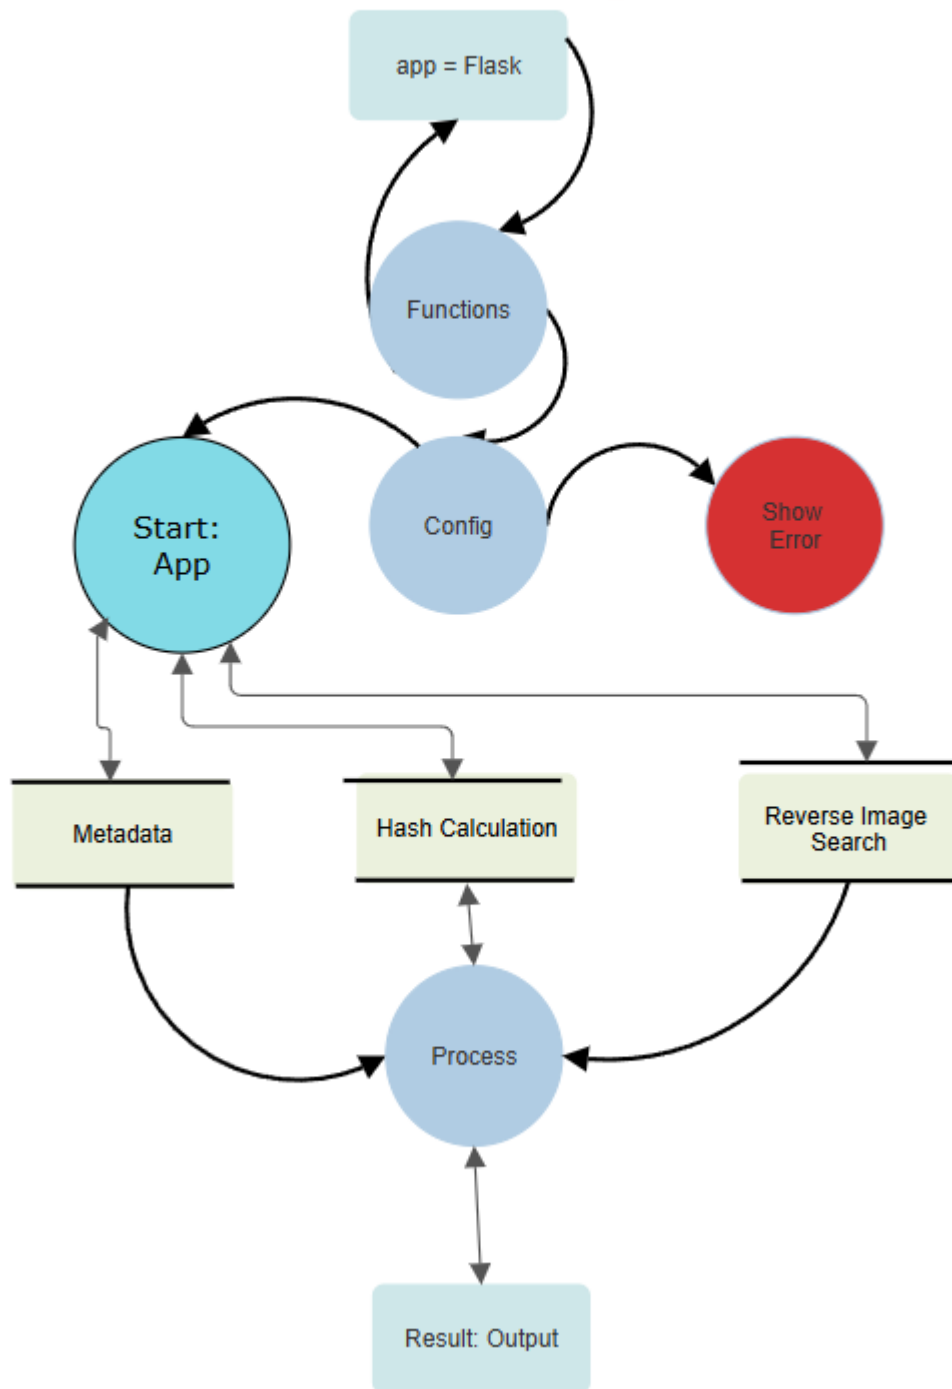 app = Flask
Functions
Start:
App
Config
Show
Error
Metadata
Hash Calculation
Reverse Image
Search
Process
Result: Output